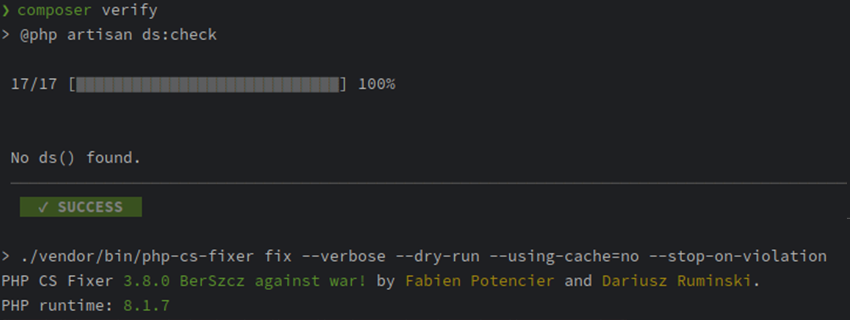 ❯ composer verify
> @php artisan ds:check
17/17 [▓▓▓▓▓▓▓▓▓▓▓▓▓▓▓▓▓▓▓▓▓▓▓▓▓▓▓▓] 100%
No ds() found.
✓ SUCCESS
> ./vendor/bin/php-cs-fixer fix --verbose --dry-run --using-cache=no --stop-on-violation
PHP CS Fixer 3.8.0 BerSzcz against war! by Fabien Potencier and Dariusz Ruminski.
PHP runtime: 8.1.7